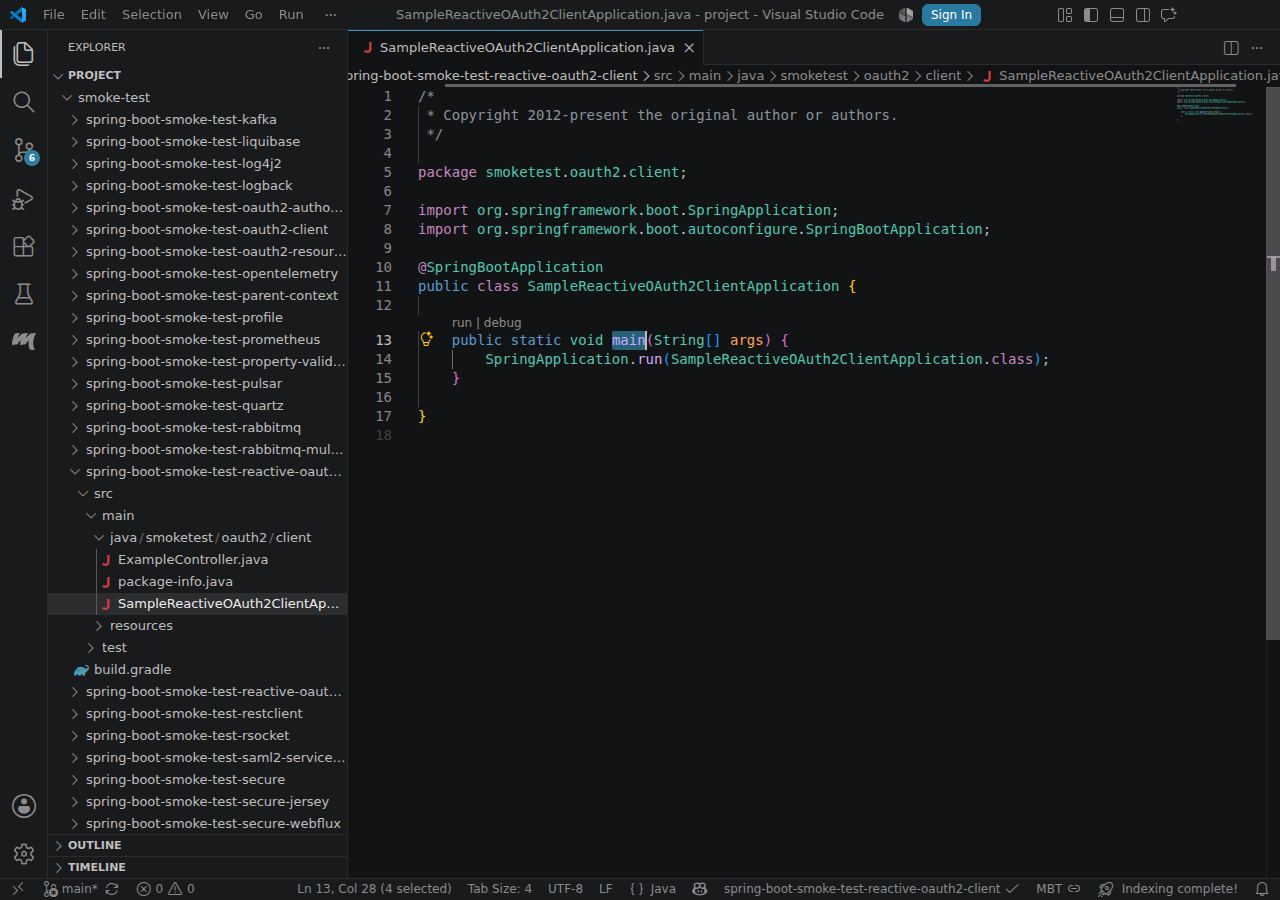 File Edit Selection View Go Run ··· SampleReactiveOAuth2ClientApplication.java - project - Visual Studio Code Sign In
EXPLORER ···
PROJECT
smoke-test
spring-boot-smoke-test-kafka
spring-boot-smoke-test-liquibase
spring-boot-smoke-test-log4j2
spring-boot-smoke-test-logback
spring-boot-smoke-test-oauth2-autho...
spring-boot-smoke-test-oauth2-client
spring-boot-smoke-test-oauth2-resour...
spring-boot-smoke-test-opentelemetry
spring-boot-smoke-test-parent-context
spring-boot-smoke-test-profile
spring-boot-smoke-test-prometheus
spring-boot-smoke-test-property-valid...
spring-boot-smoke-test-pulsar
spring-boot-smoke-test-quartz
spring-boot-smoke-test-rabbitmq
spring-boot-smoke-test-rabbitmq-mul...
spring-boot-smoke-test-reactive-oaut...
src
main
java/smoketest/oauth2/client
ExampleController.java
package-info.java
SampleReactiveOAuth2ClientAp...
resources
test
build.gradle
spring-boot-smoke-test-reactive-oaut...
spring-boot-smoke-test-restclient
spring-boot-smoke-test-rsocket
spring-boot-smoke-test-saml2-service...
spring-boot-smoke-test-secure
spring-boot-smoke-test-secure-jersey
spring-boot-smoke-test-secure-webflux
OUTLINE
TIMELINE
6
SampleReactiveOAuth2ClientApplication.java
pring-boot-smoke-test-reactive-oauth2-client > src > main > java > smoketest > oauth2 > client > SampleReactiveOAuth2ClientApplication.ja
1 /*
2 * Copyright 2012-present the original author or authors.
3 */
4
5 package smoketest.oauth2.client;
6
7 import org.springframework.boot.SpringApplication;
8 import org.springframework.boot.autoconfigure.SpringBootApplication;
9
10 @SpringBootApplication
11 public class SampleReactiveOAuth2ClientApplication {
12
run | debug
13 public static void main(String[] args) {
14 SpringApplication.run(SampleReactiveOAuth2ClientApplication.class);
15 }
16
17 }
18
main* 0 0 Ln 13, Col 28 (4 selected) Tab Size: 4 UTF-8 LF { } Java spring-boot-smoke-test-reactive-oauth2-client MBT Indexing complete!